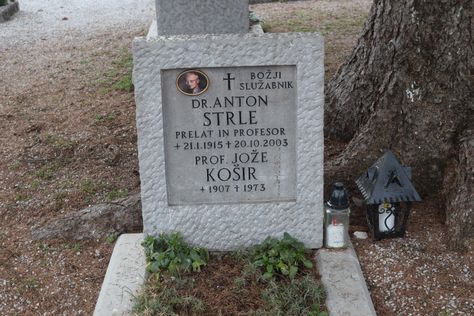 BOŽJI
SLUŽABNIK
DR. ANTON
STRLE
PRELAT IN PROFESOR
+ 21.1.1915 + 20.10.2003
PROF. JOŽE
KOŠIR
+ 1907 + 1973